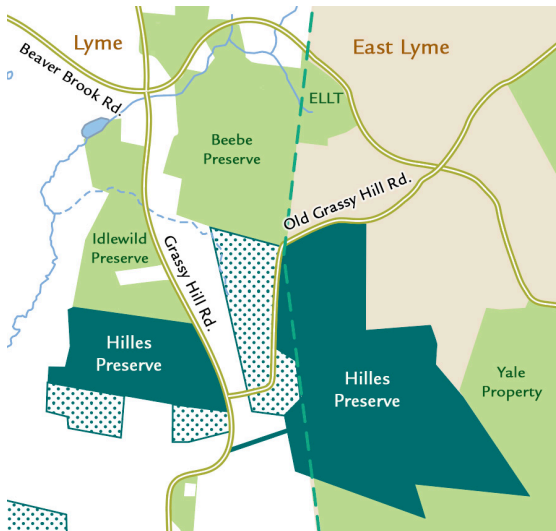 Lyme
East Lyme
Beaver Brook Rd.
ELLT
Beebe
Preserve
Old Grassy Hill Rd.
Idlewild
Preserve
Grassy Hill Rd.
Hilles
Preserve
Hilles
Preserve
Yale
Property